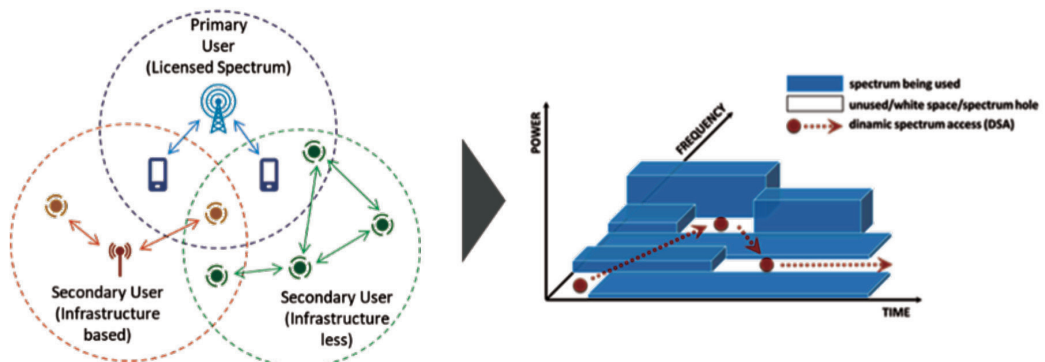 Primary
User
(Licensed Spectrum)
Secondary User
(Infrastructure
based)
Secondary User
(Infrastructure
less)
spectrum being used
unused/white space/spectrum hole
dinamic spectrum access (DSA)
POWER
FREQUENCY
TIME